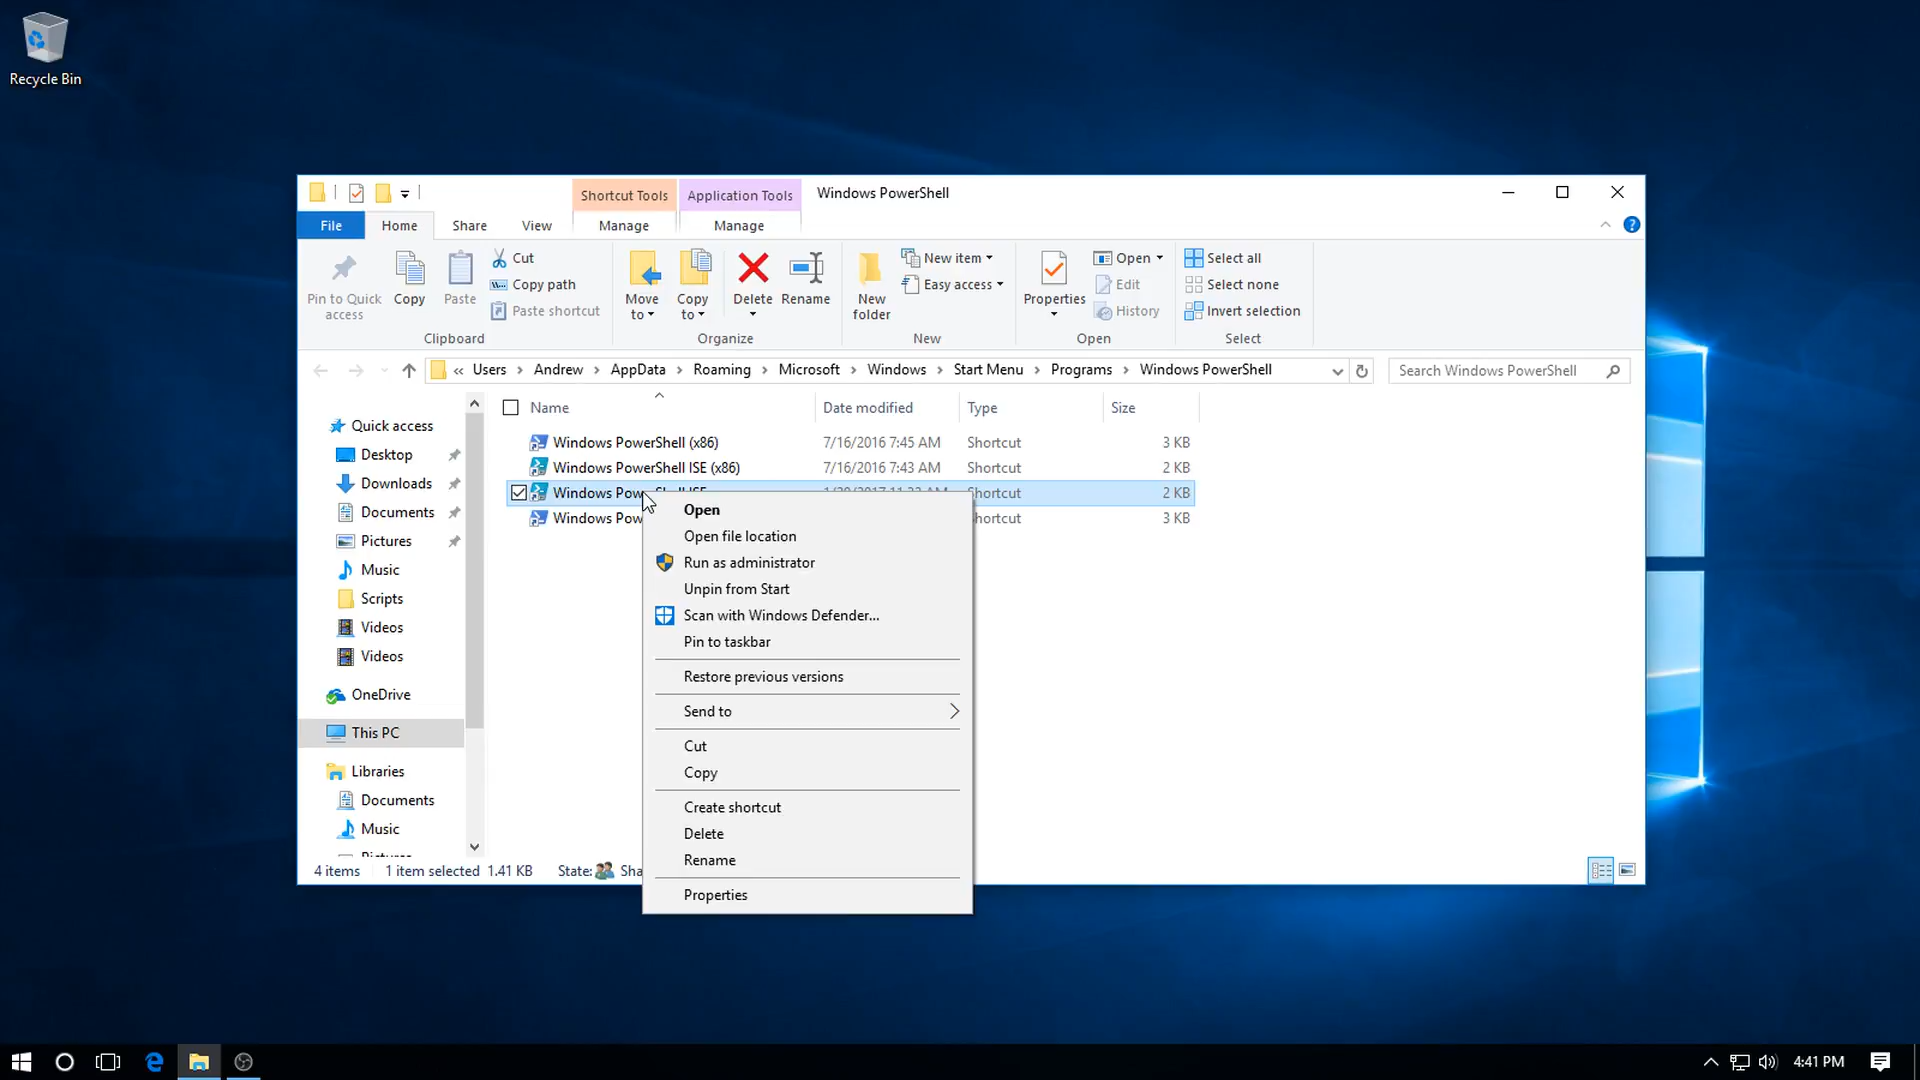 Recycle Bin
Shortcut Tools
Application Tools
Windows PowerShell
File
Home
Share
View
Manage
Manage
Pin to Quick access
Copy
Paste
Cut
Copy path
Paste shortcut
Clipboard
Move to
Copy to
Delete
Rename
Organize
New folder
New item
Easy access
New
Properties
Open
Edit
History
Open
Select all
Select none
Invert selection
Select
« Users › Andrew › AppData › Roaming › Microsoft › Windows › Start Menu › Programs › Windows PowerShell
Search Windows PowerShell
Name
Date modified
Type
Size
Windows PowerShell (x86) 7/16/2016 7:45 AM Shortcut 3 KB
Windows PowerShell ISE (x86) 7/16/2016 7:43 AM Shortcut 2 KB
Windows Shortcut 2 KB
Windows 3 KB
Quick access
Desktop
Downloads
Documents
Pictures
Music
Scripts
Videos
Videos
OneDrive
This PC
Libraries
Documents
Music
Open
Open file location
Run as administrator
Unpin from Start
Scan with Windows Defender...
Pin to taskbar
Restore previous versions
Send to
Cut
Copy
Create shortcut
Delete
Rename
Properties
4 items 1 item selected 1.41 KB State:
4:41 PM